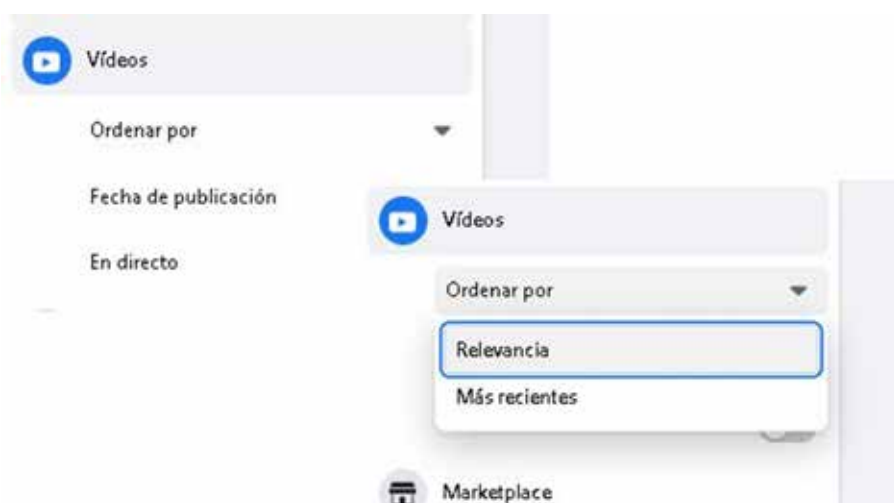 Vídeos
Ordenar por
Fecha de publicación
En directo
Vídeos
Ordenar por
Relevancia
Más recientes
Marketplace